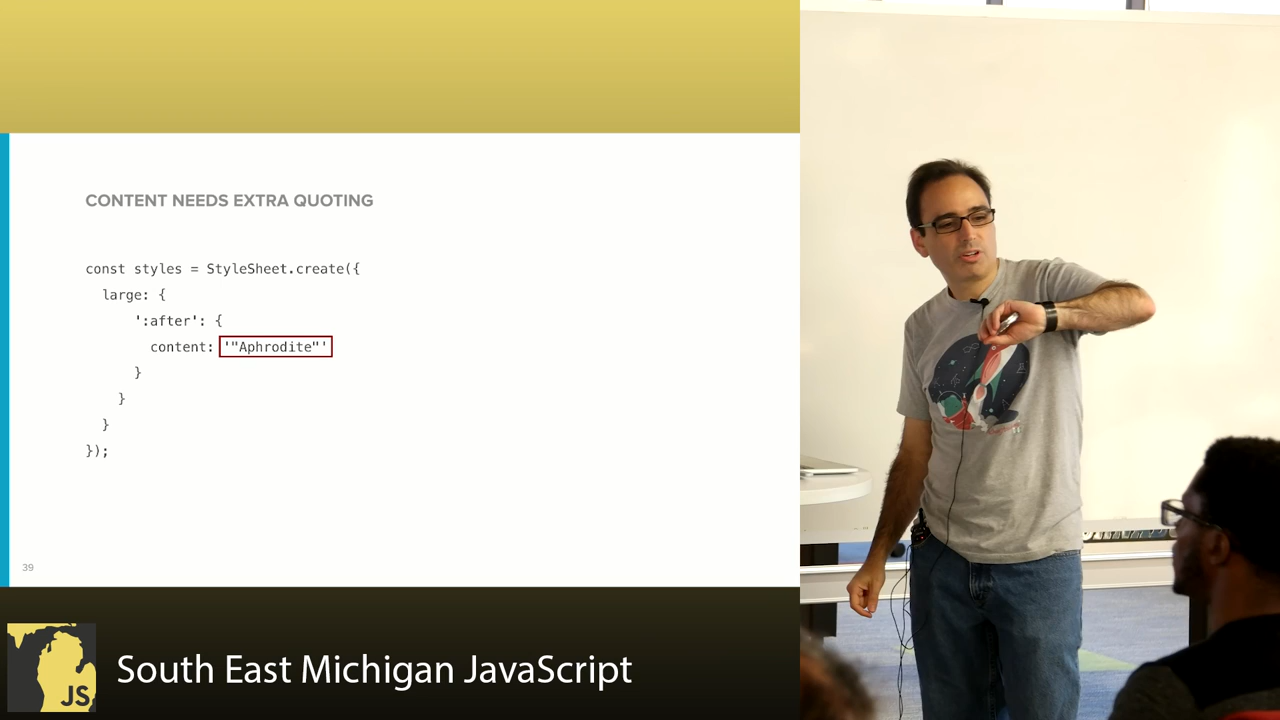 CONTENT NEEDS EXTRA QUOTING
const styles = StyleSheet.create({
large: {
':after': {
content: '"Aphrodite"'
}
}
}
});
39
JS
South East Michigan JavaScript